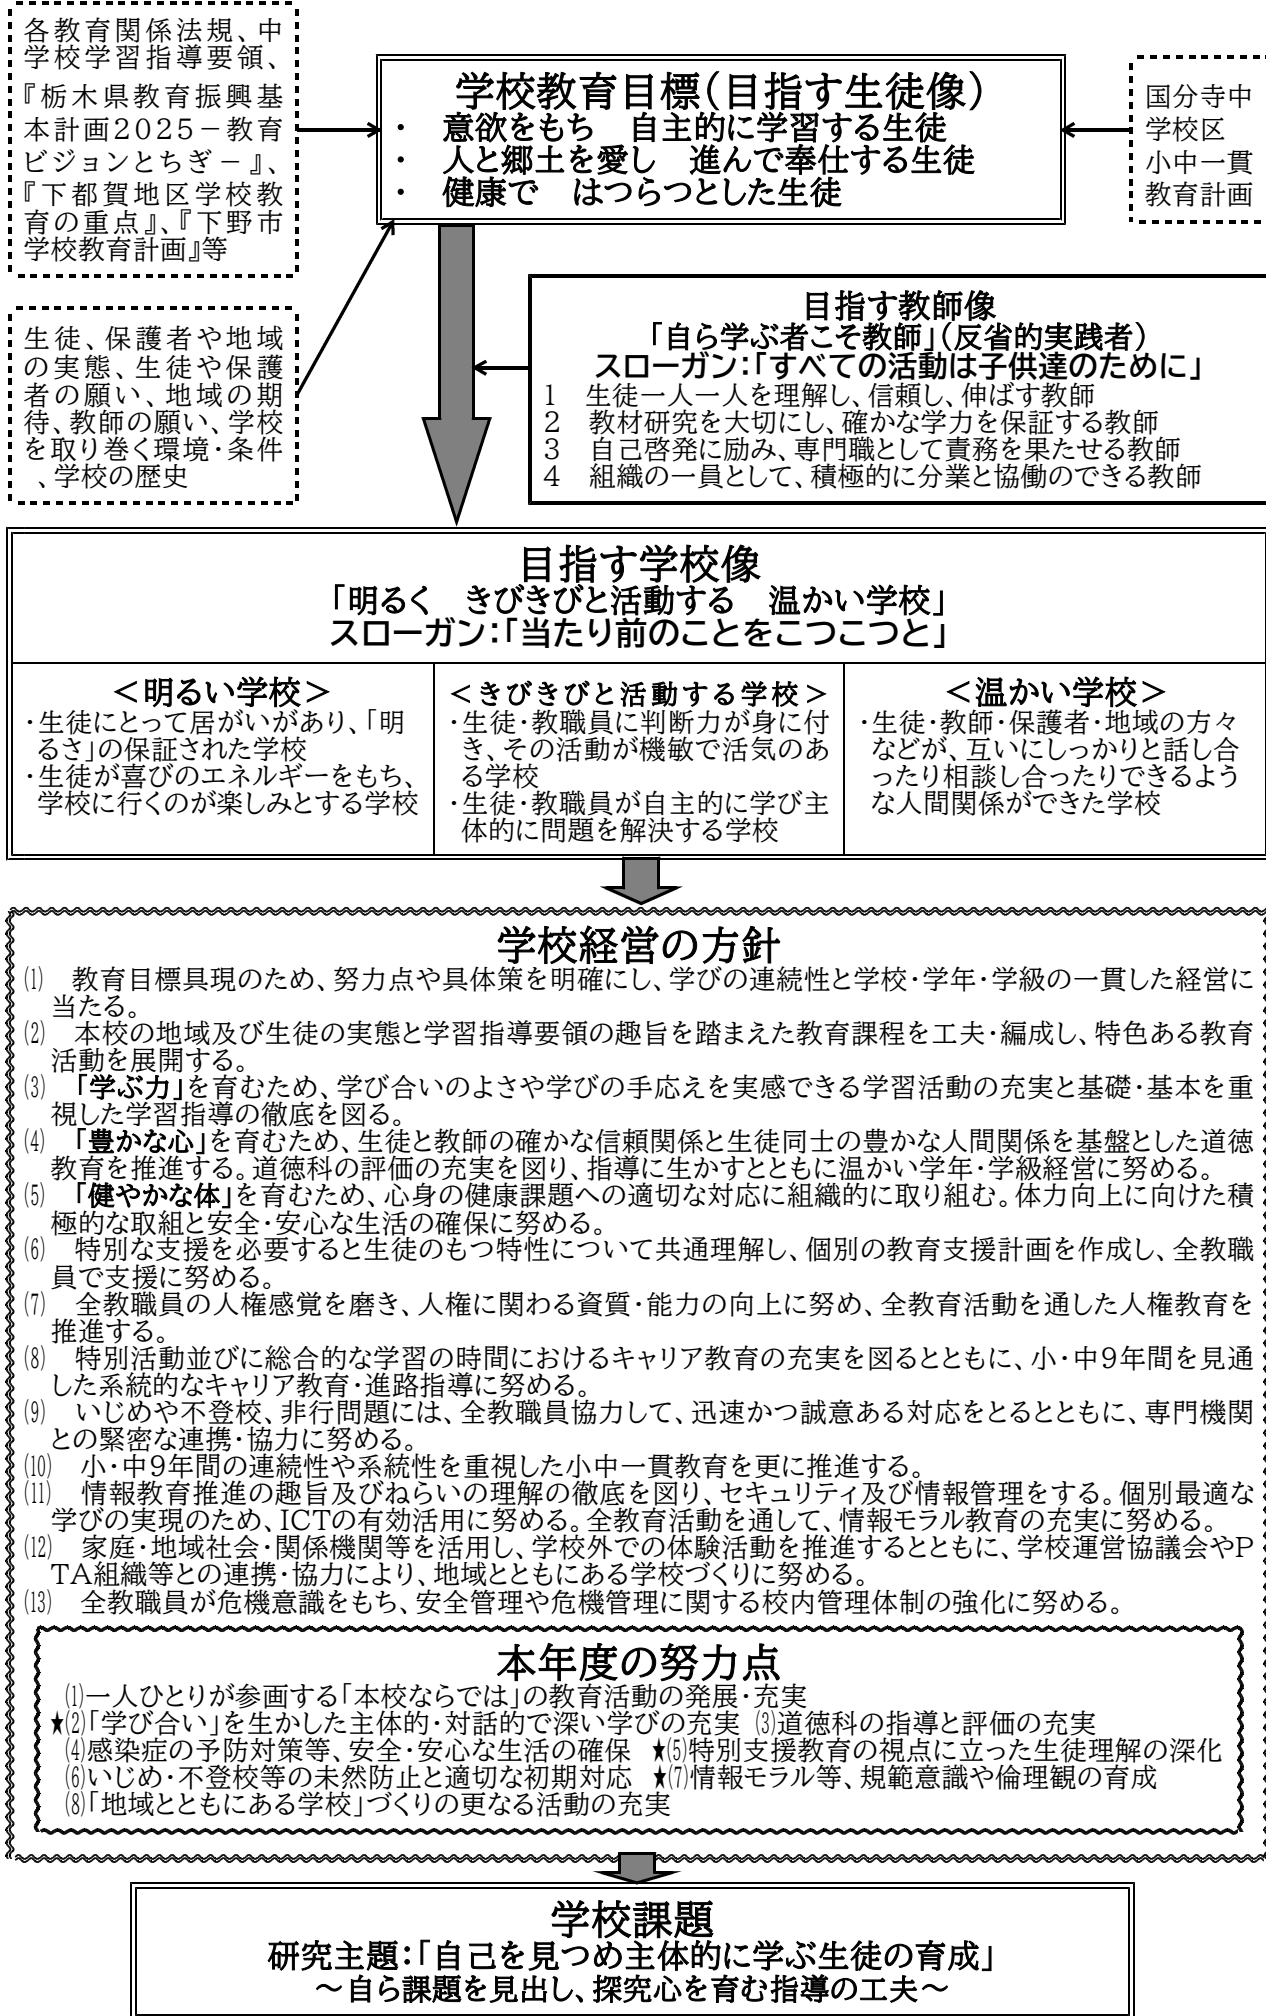 各教育関係法規、中
学校学習指導要領、
『栃木県教育振興基
本計画2025－教育
ビジョンとちぎ－』、
『下都賀地区学校教
育の重点』、『下野市
学校教育計画』等
学校教育目標（目指す生徒像）
・　意欲をもち　自主的に学習する生徒
・　人と郷土を愛し　進んで奉仕する生徒
・　健康で　はつらつとした生徒
国分寺中
学校区
小中一貫
教育計画
生徒、保護者や地域
の実態、生徒や保護
者の願い、地域の期
待、教師の願い、学校
を取り巻く環境・条件
、学校の歴史
目指す教師像
「自ら学ぶ者こそ教師」（反省的実践者）
スローガン：「すべての活動は子供達のために」
1　生徒一人一人を理解し、信頼し、伸ばす教師
2　教材研究を大切にし、確かな学力を保証する教師
3　自己啓発に励み、専門職として責務を果たせる教師
4　組織の一員として、積極的に分業と協働のできる教師
目指す学校像
「明るく　きびきびと活動する　温かい学校」
スローガン：「当たり前のことをこつこつと」
＜明るい学校＞
・生徒にとって居がいがあり、「明
るさ」の保証された学校
・生徒が喜びのエネルギーをもち、
学校に行くのが楽しみとする学校
＜きびきびと活動する学校＞
・生徒・教職員に判断力が身に付
き、その活動が機敏で活気のあ
る学校
・生徒・教職員が自主的に学び主
体的に問題を解決する学校
＜温かい学校＞
・生徒・教師・保護者・地域の方々
などが、互いにしっかりと話し合
ったり相談し合ったりできるよう
な人間関係ができた学校
学校経営の方針
⑴　教育目標具現のため、努力点や具体策を明確にし、学びの連続性と学校・学年・学級の一貫した経営に
当たる。
⑵　本校の地域及び生徒の実態と学習指導要領の趣旨を踏まえた教育課程を工夫・編成し、特色ある教育
活動を展開する。
⑶　「学ぶ力」を育むため、学び合いのよさや学びの手応えを実感できる学習活動の充実と基礎・基本を重
視した学習指導の徹底を図る。
⑷　「豊かな心」を育むため、生徒と教師の確かな信頼関係と生徒同士の豊かな人間関係を基盤とした道徳
教育を推進する。道徳科の評価の充実を図り、指導に生かすとともに温かい学年・学級経営に努める。
⑸　「健やかな体」を育むため、心身の健康課題への適切な対応に組織的に取り組む。体力向上に向けた積
極的な取組と安全・安心な生活の確保に努める。
⑹　特別な支援を必要すると生徒のもつ特性について共通理解し、個別の教育支援計画を作成し、全教職
員で支援に努める。
⑺　全教職員の人権感覚を磨き、人権に関わる資質・能力の向上に努め、全教育活動を通した人権教育を
推進する。
⑻　特別活動並びに総合的な学習の時間におけるキャリア教育の充実を図るとともに、小・中9年間を見通
した系統的なキャリア教育・進路指導に努める。
⑼　いじめや不登校、非行問題には、全教職員協力して、迅速かつ誠意ある対応をとるとともに、専門機関
との緊密な連携・協力に努める。
⑽　小・中9年間の連続性や系統性を重視した小中一貫教育を更に推進する。
⑾　情報教育推進の趣旨及びねらいの理解の徹底を図り、セキュリティ及び情報管理をする。個別最適な
学びの実現のため、ICTの有効活用に努める。全教育活動を通して、情報モラル教育の充実に努める。
⑿　家庭・地域社会・関係機関等を活用し、学校外での体験活動を推進するとともに、学校運営協議会やP
TA組織等との連携・協力により、地域とともにある学校づくりに努める。
⒀　全教職員が危機意識をもち、安全管理や危機管理に関する校内管理体制の強化に努める。
本年度の努力点
⑴一人ひとりが参画する「本校ならでは」の教育活動の発展・充実
★⑵「学び合い」を生かした主体的・対話的で深い学びの充実　⑶道徳科の指導と評価の充実
⑷感染症の予防対策等、安全・安心な生活の確保　★⑸特別支援教育の視点に立った生徒理解の深化
⑹いじめ・不登校等の未然防止と適切な初期対応　★⑺情報モラル等、規範意識や倫理観の育成
⑻「地域とともにある学校」づくりの更なる活動の充実
学校課題
研究主題：「自己を見つめ主体的に学ぶ生徒の育成」
～自ら課題を見出し、探究心を育む指導の工夫～